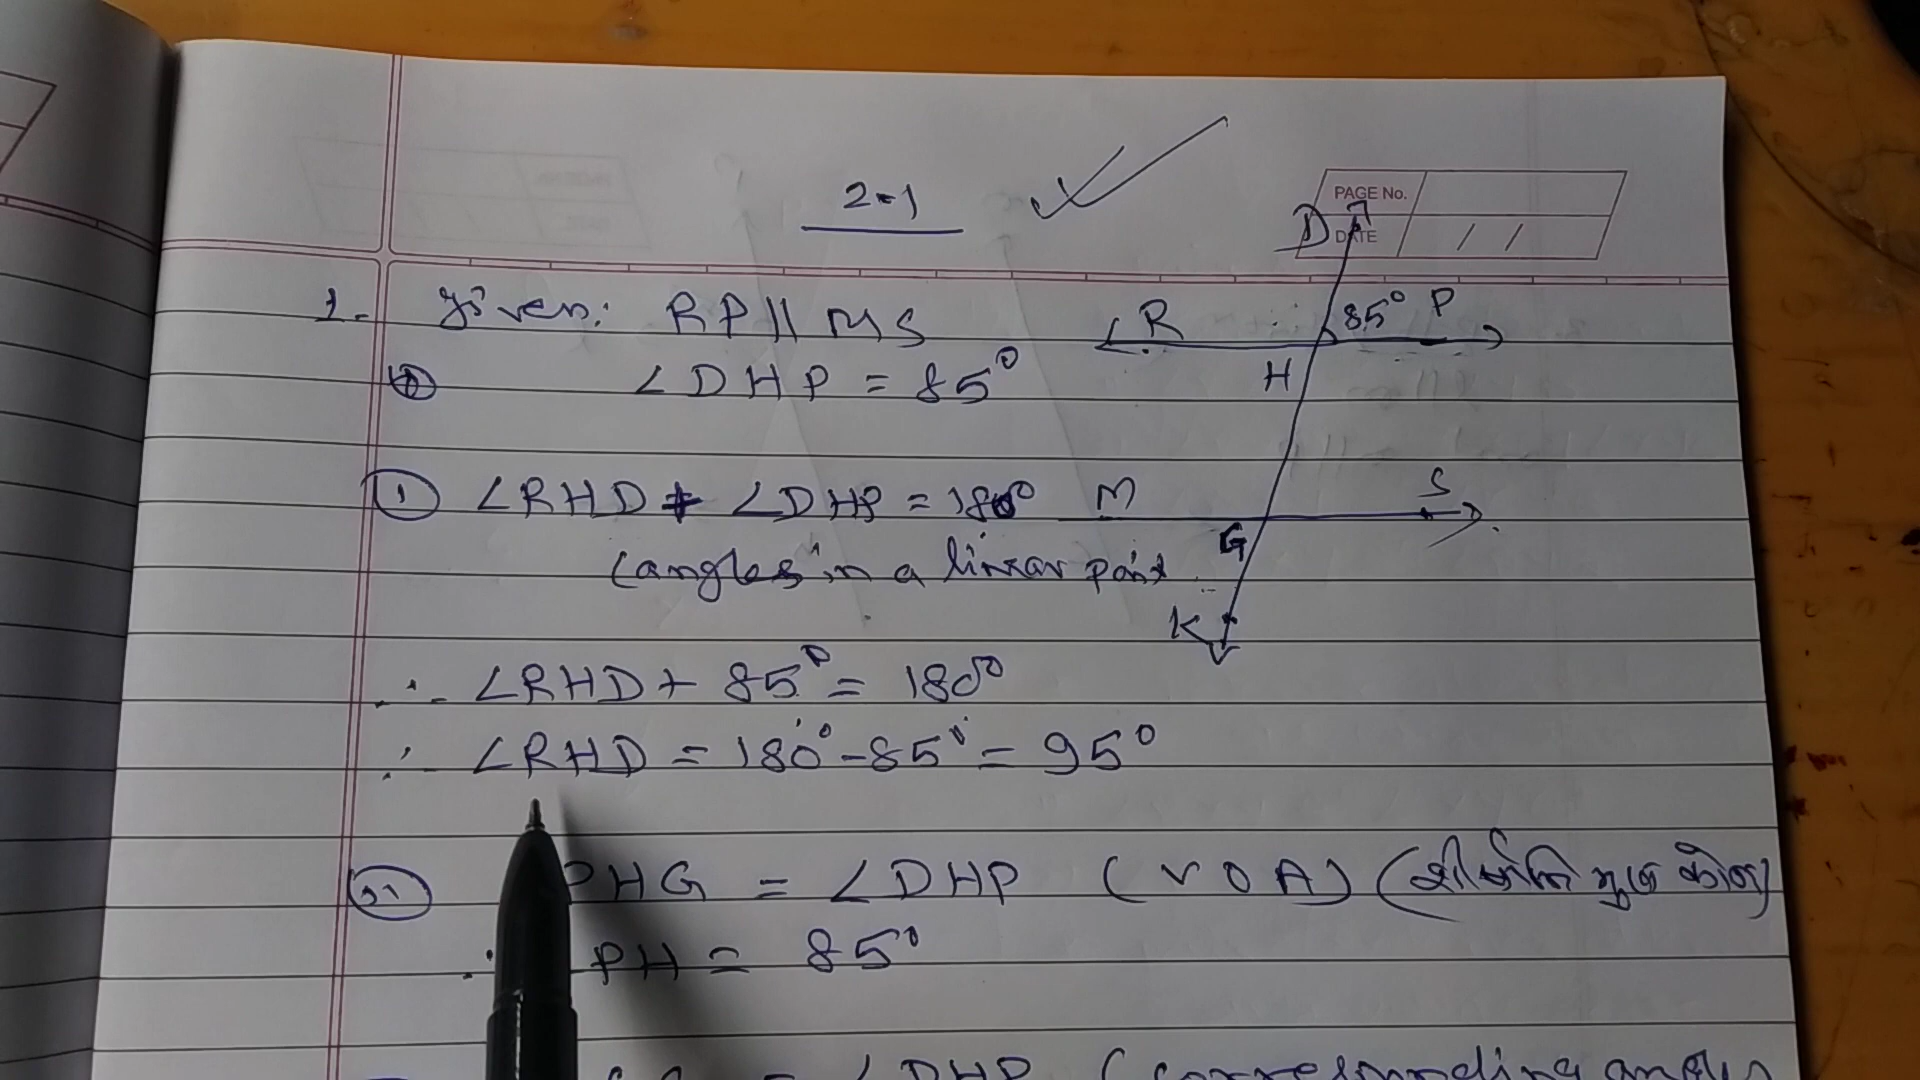 2-1
PAGE No.
DATE / /
D
1. Given: RP || MS
R 85° P
∠DHP = 85°
H
① ∠RHD + ∠DHP = 180°
M S
G
(angles in a linear pair
K
∴ ∠RHD + 85° = 180°
∴ ∠RHD = 180° - 85° = 95°
PHG = ∠DHP (VOA)
PH = 85°
= ∠DHP (corresponding angles